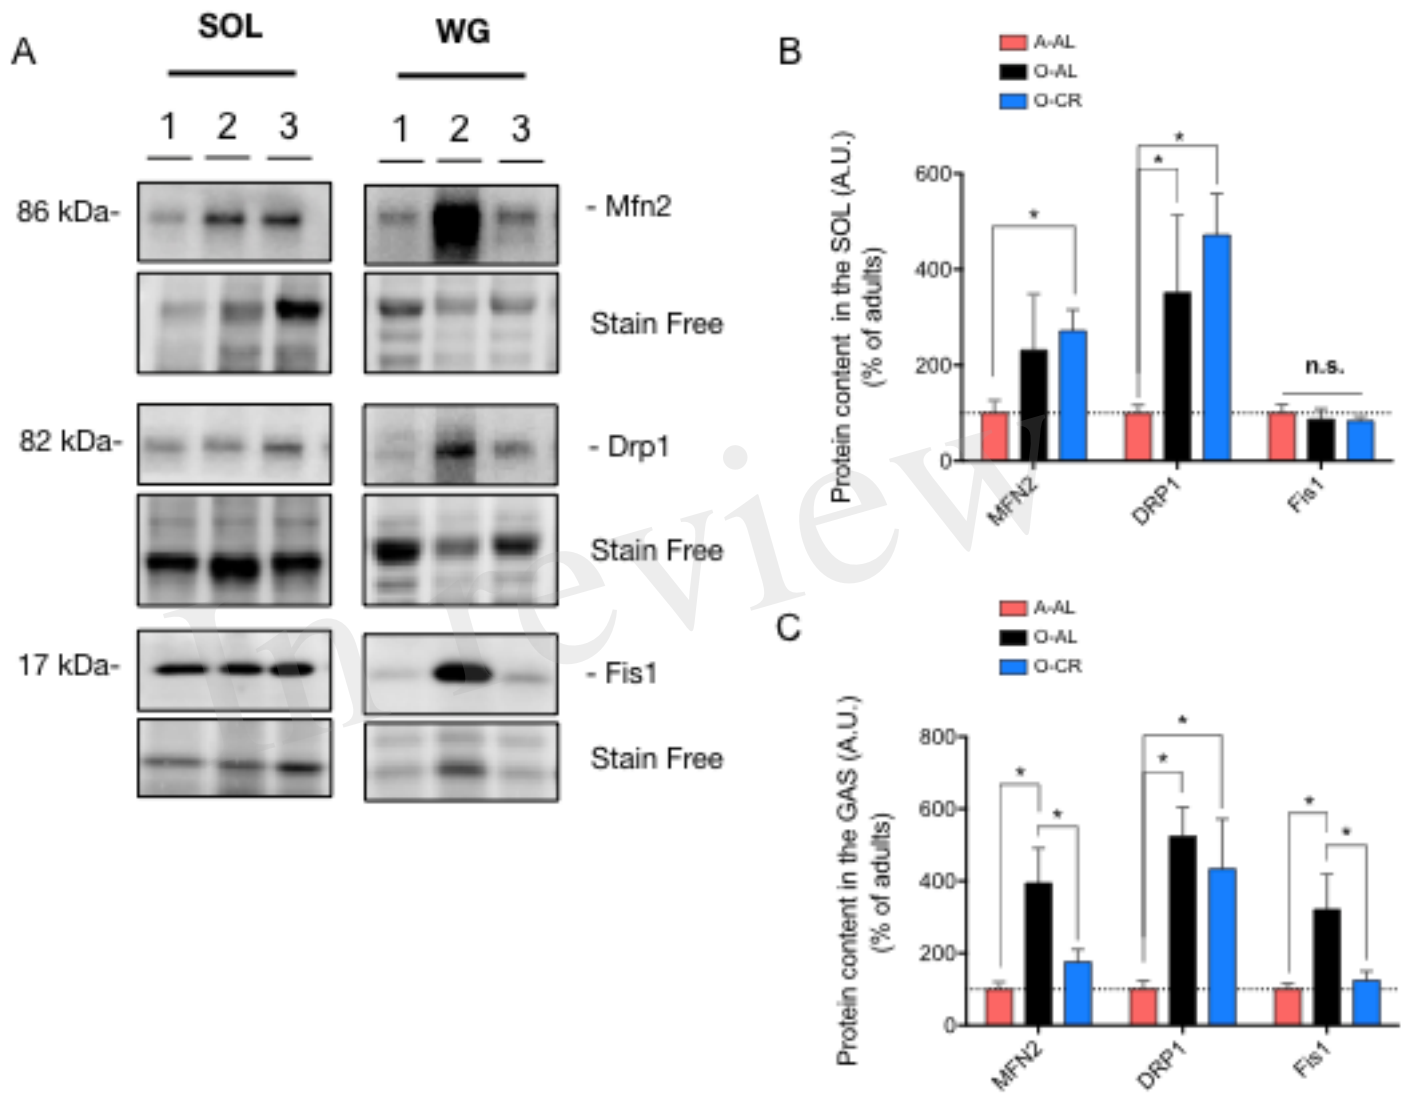 A
SOL
WG
1 2 3
1 2 3
86 kDa-
- Mfn2
Stain Free
82 kDa-
- Drp1
Stain Free
17 kDa-
- Fis1
Stain Free
B
A-AL
O-AL
O-CR
Protein content in the SOL (A.U.)
(% of adults)
600
400
200
0
*
*
*
n.s.
MFN2
DRP1
Fis1
C
A-AL
O-AL
O-CR
Protein content in the GAS (A.U.)
(% of adults)
800
600
400
200
0
*
*
*
*
*
*
MFN2
DRP1
Fis1
In review